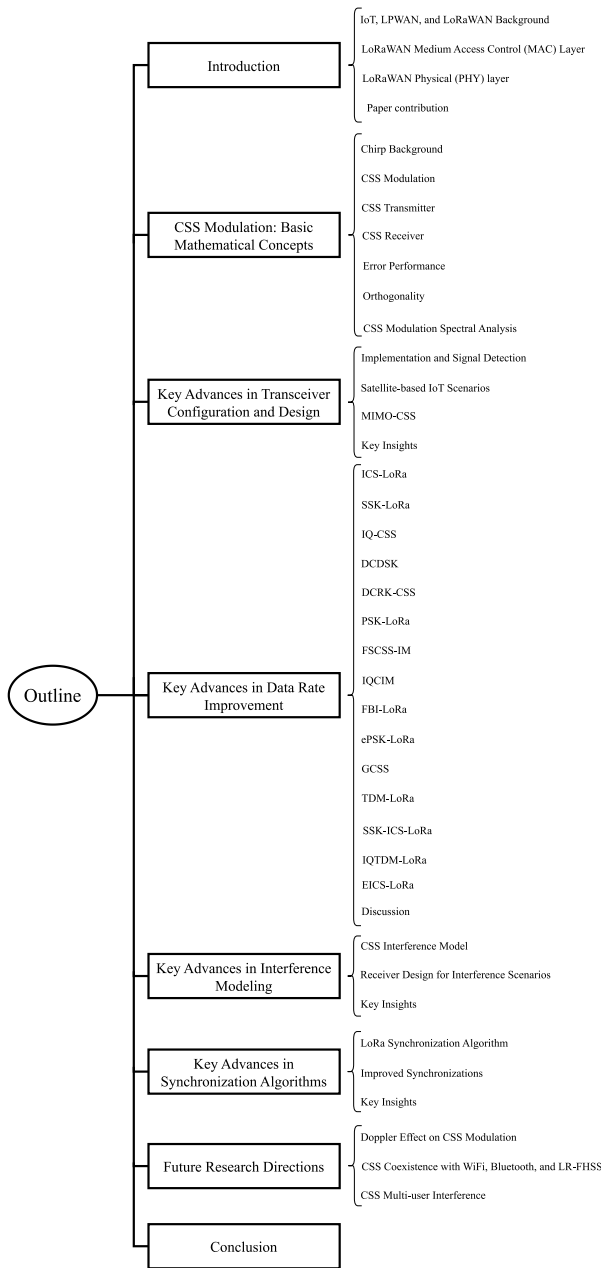 Outline
Introduction
IoT, LPWAN, and LoRaWAN Background
LoRaWAN Medium Access Control (MAC) Layer
LoRaWAN Physical (PHY) layer
Paper contribution
CSS Modulation: Basic
Mathematical Concepts
Chirp Background
CSS Modulation
CSS Transmitter
CSS Receiver
Error Performance
Orthogonality
CSS Modulation Spectral Analysis
Key Advances in Transceiver
Configuration and Design
Implementation and Signal Detection
Satellite-based IoT Scenarios
MIMO-CSS
Key Insights
Key Advances in Data Rate
Improvement
ICS-LoRa
SSK-LoRa
IQ-CSS
DCDSK
DCRK-CSS
PSK-LoRa
FSCSS-IM
IQCIM
FBI-LoRa
ePSK-LoRa
GCSS
TDM-LoRa
SSK-ICS-LoRa
IQTDM-LoRa
EICS-LoRa
Discussion
Key Advances in Interference
Modeling
CSS Interference Model
Receiver Design for Interference Scenarios
Key Insights
Key Advances in
Synchronization Algorithms
LoRa Synchronization Algorithm
Improved Synchronizations
Key Insights
Future Research Directions
Doppler Effect on CSS Modulation
CSS Coexistence with WiFi, Bluetooth, and LR-FHSS
CSS Multi-user Interference
Conclusion